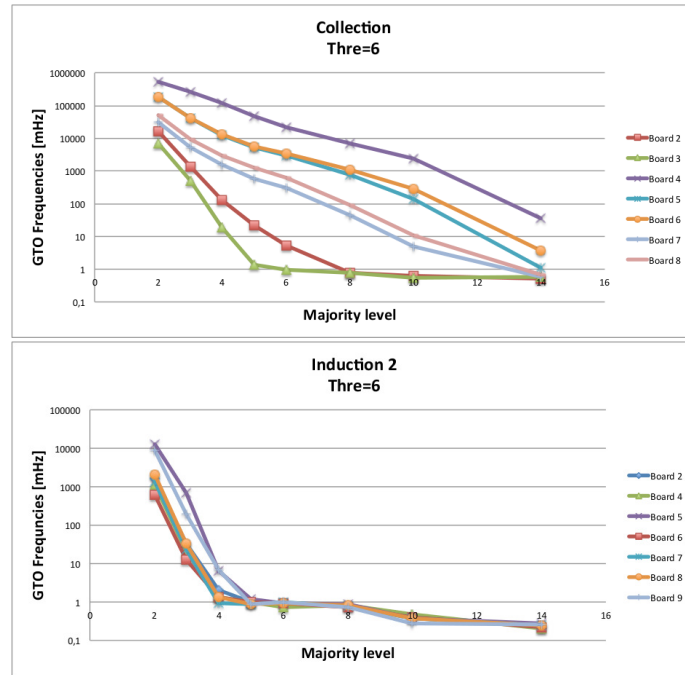 Collection
Thre=6
GTO Frequencies [mHz]
1000000
100000
10000
1000
100
10
1
0,1
0 2 4 6 8 10 12 14 16
Majority level
Board 2
Board 3
Board 4
Board 5
Board 6
Board 7
Board 8
Induction 2
Thre=6
GTO Frequncies [mHz]
100000
10000
1000
100
10
1
0,1
0 2 4 6 8 10 12 14 16
Majority level
Board 2
Board 4
Board 5
Board 6
Board 7
Board 8
Board 9